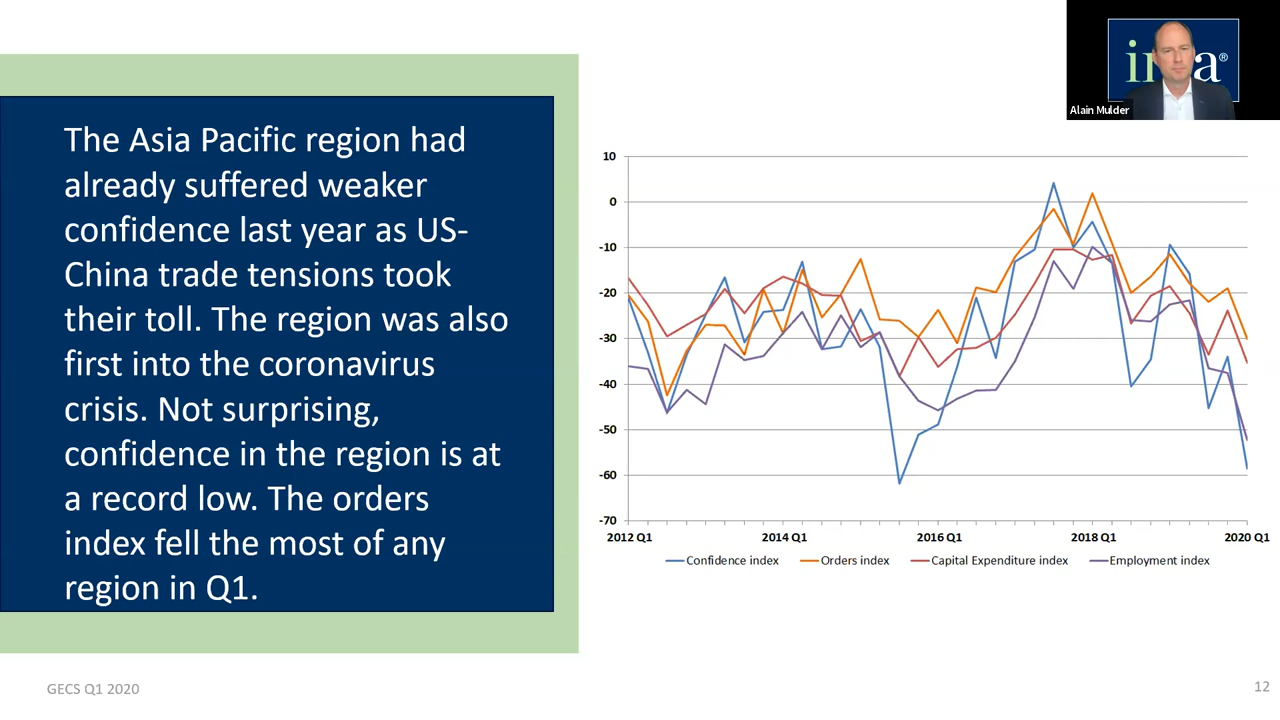 The Asia Pacific region had
already suffered weaker
confidence last year as US-
China trade tensions took
their toll. The region was also
first into the coronavirus
crisis. Not surprising,
confidence in the region is at
a record low. The orders
index fell the most of any
region in Q1.
Alain Mulder
10
0
-10
-20
-30
-40
-50
-60
-70
2012 Q1 2014 Q1 2016 Q1 2018 Q1 2020 Q1
Confidence index Orders index Capital Expenditure index Employment index
GECS Q1 2020
12